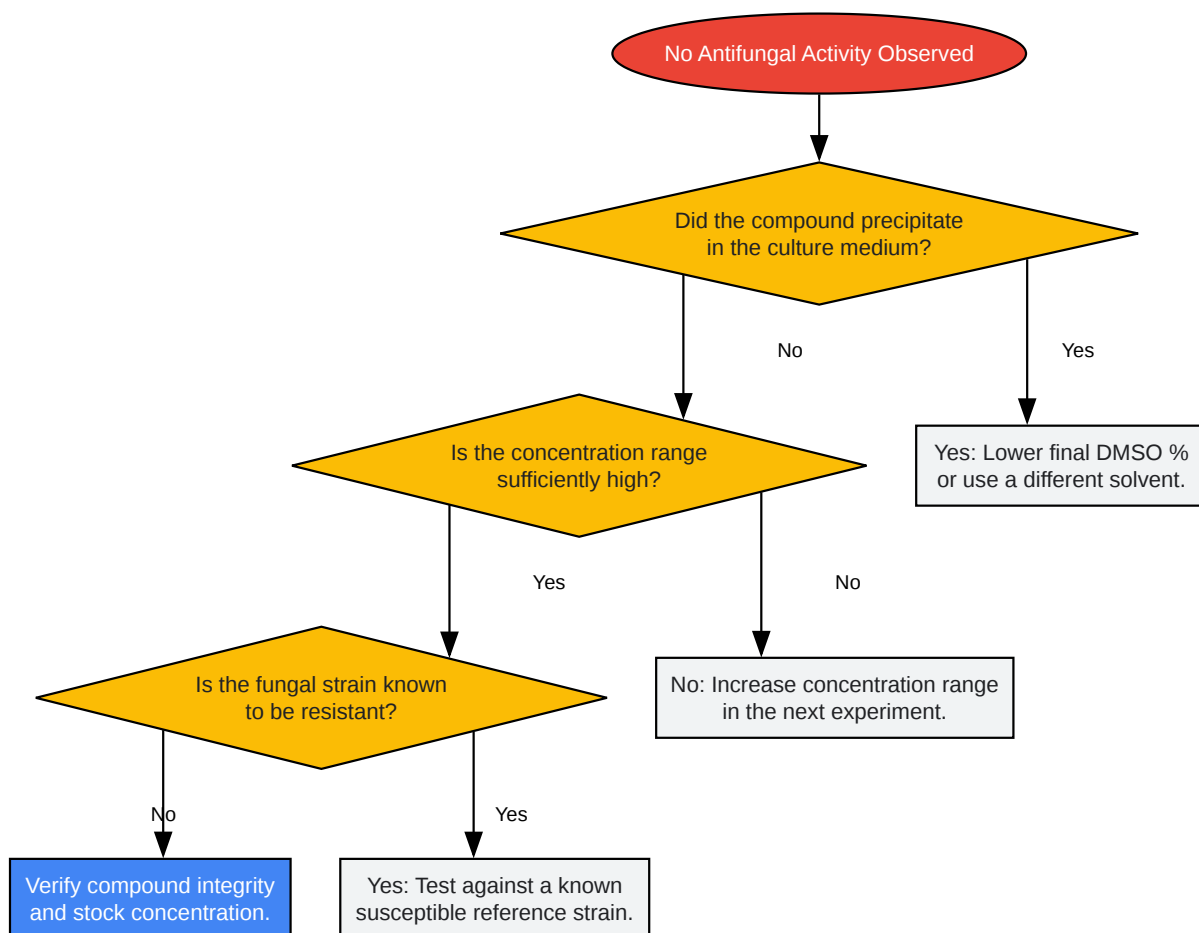 No Antifungal Activity Observed
Did the compound precipitate
in the culture medium?
No
Yes
Is the concentration range
sufficiently high?
Yes: Lower final DMSO %
or use a different solvent.
Yes
No
Is the fungal strain known
to be resistant?
No: Increase concentration range
in the next experiment.
No
Yes
Verify compound integrity
and stock concentration.
Yes: Test against a known
susceptible reference strain.